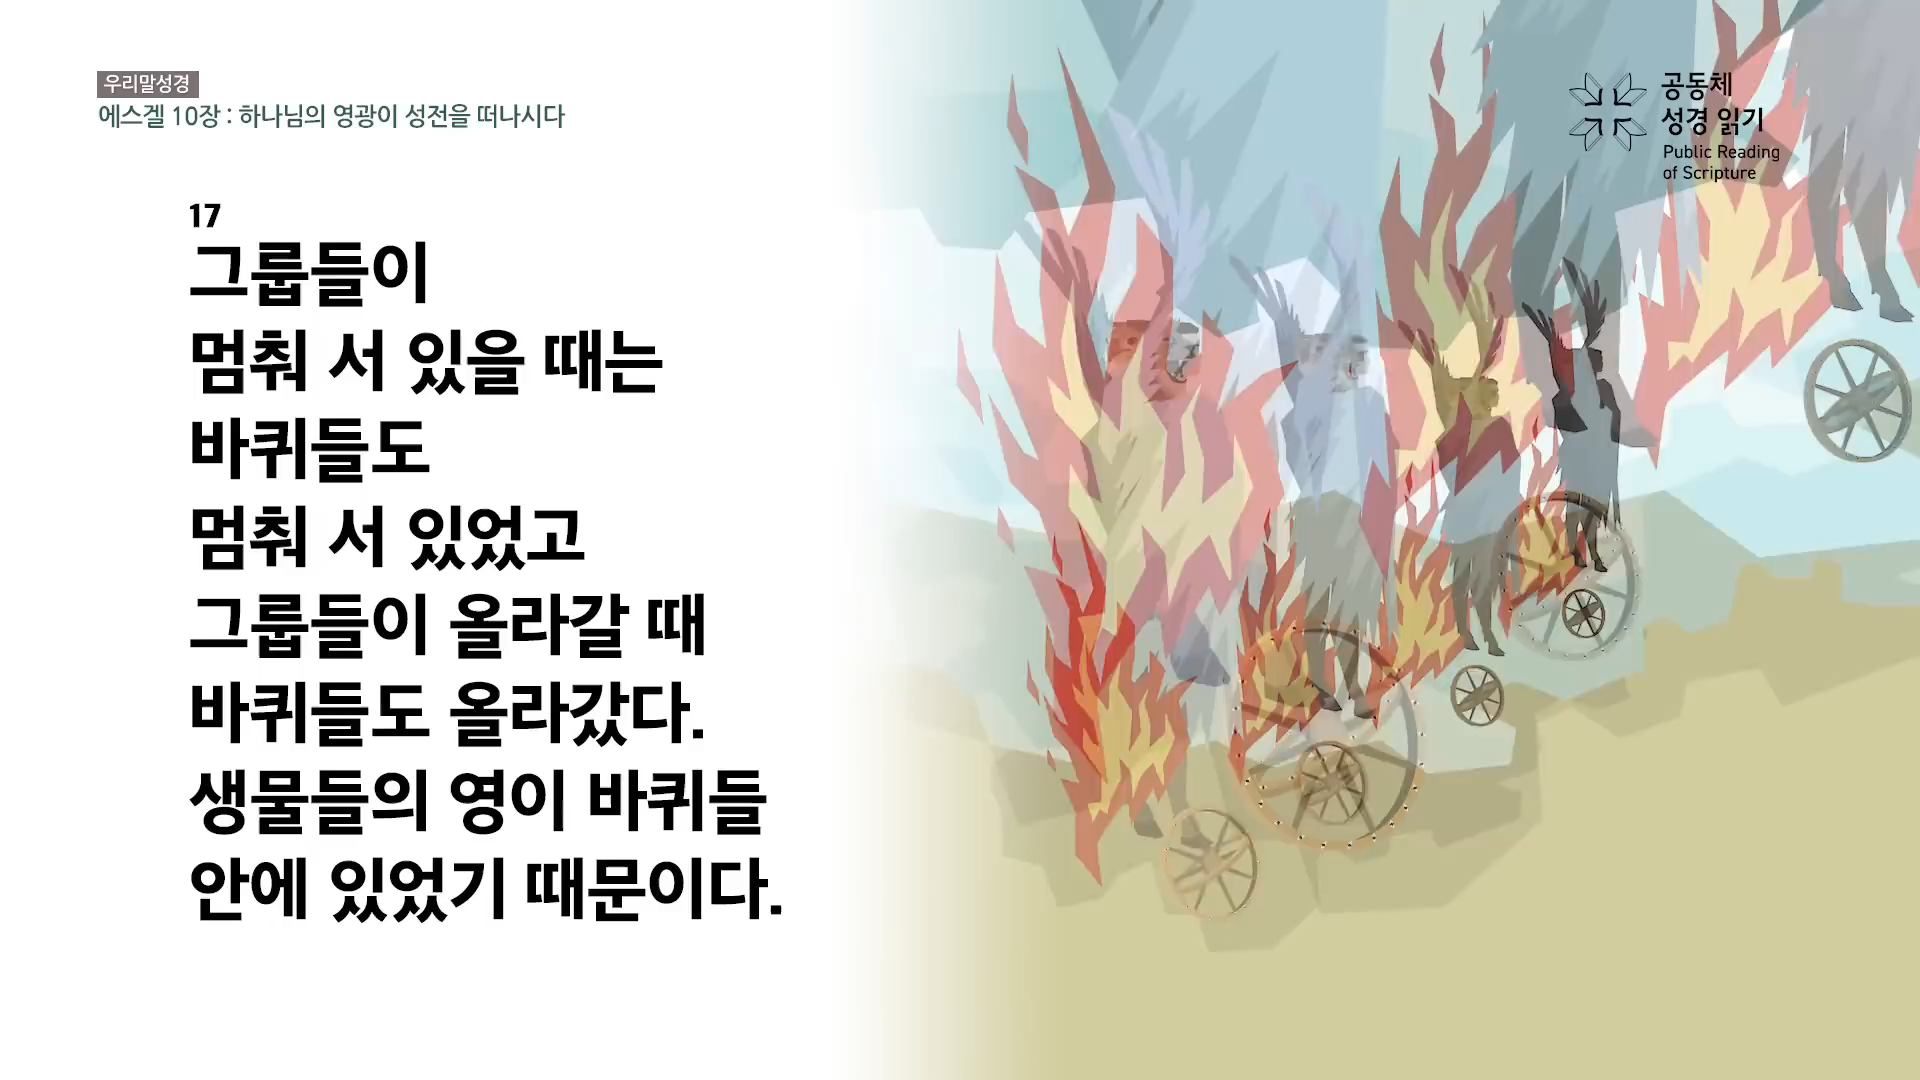 우리말성경
에스겔 10장 : 하나님의 영광이 성전을 떠나시다
공동체
성경 읽기
Public Reading
of Scripture
17
그룹들이
멈춰 서 있을 때는
바퀴들도
멈춰 서 있었고
그룹들이 올라갈 때
바퀴들도 올라갔다.
생물들의 영이 바퀴들
안에 있었기 때문이다.